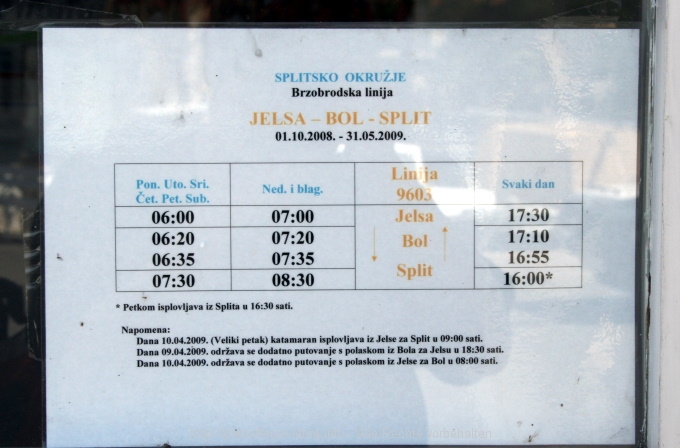 SPLITSKO OKRUŽJE
Brzobrodska linija
JELSA – BOL - SPLIT
01.10.2008. - 31.05.2009.
Pon. Uto. Sri.
Čet. Pet. Sub.
Ned. i blag.
Linija
9603
Svaki dan
06:00 07:00 Jelsa 17:30
06:20 07:20 Bol 17:10
06:35 07:35 16:55
07:30 08:30 Split 16:00*
* Petkom isplovljava iz Splita u 16:30 sati.
Napomena:
Dana 10.04.2009. (Veliki petak) katamaran isplovljava iz Jelse za Split u 09:00 sati.
Dana 09.04.2009. održava se dodatno putovanje s polaskom iz Bola za Jelsu u 18:30 sati.
Dana 10.04.2009. održava se dodatno putovanje s polaskom iz Jelse za Bol u 08:00 sati.